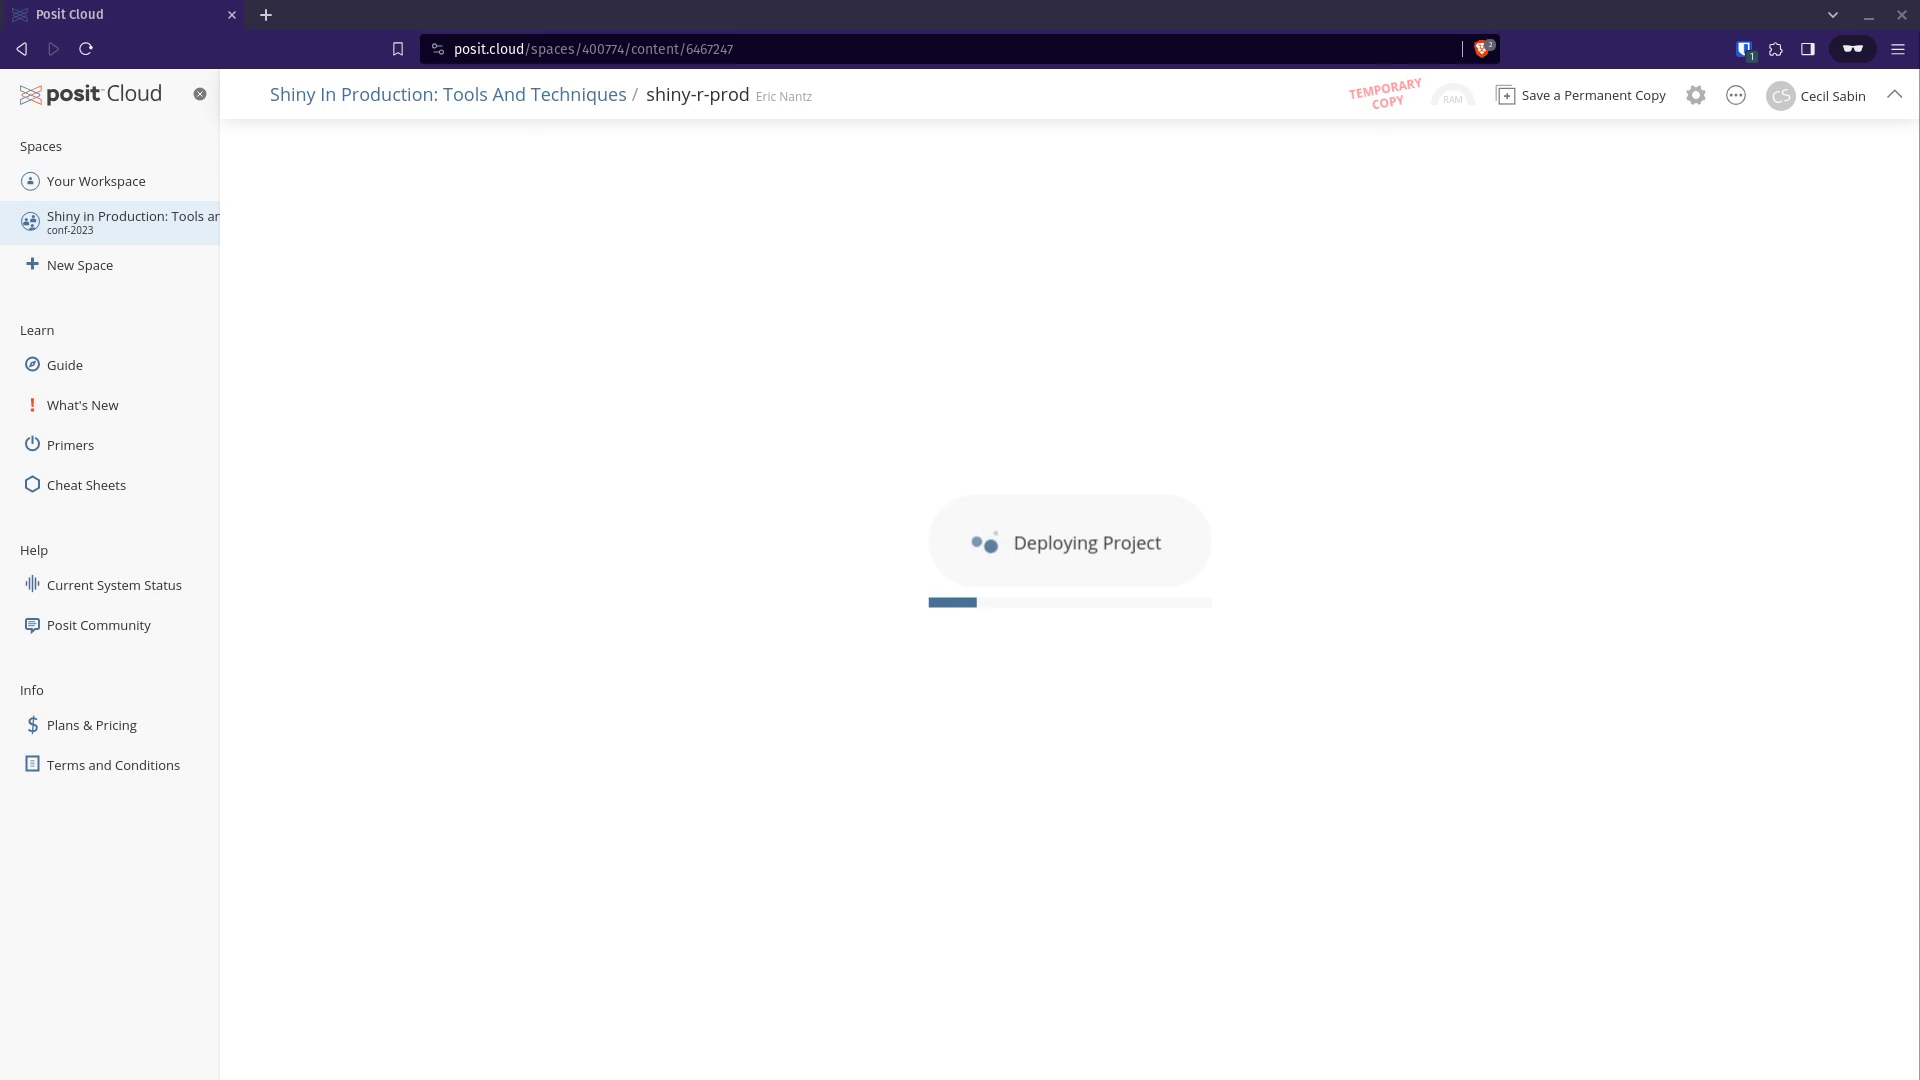 Posit Cloud
posit.cloud/spaces/400774/content/6467247
2
1
posit Cloud
Shiny In Production: Tools And Techniques / shiny-r-prod Eric Nantz
TEMPORARY
COPY
RAM
Save a Permanent Copy
CS
Cecil Sabin
Spaces
Your Workspace
Shiny in Production: Tools ar
conf-2023
New Space
Learn
Guide
What's New
Primers
Cheat Sheets
Help
Current System Status
Posit Community
Info
Plans & Pricing
Terms and Conditions
Deploying Project